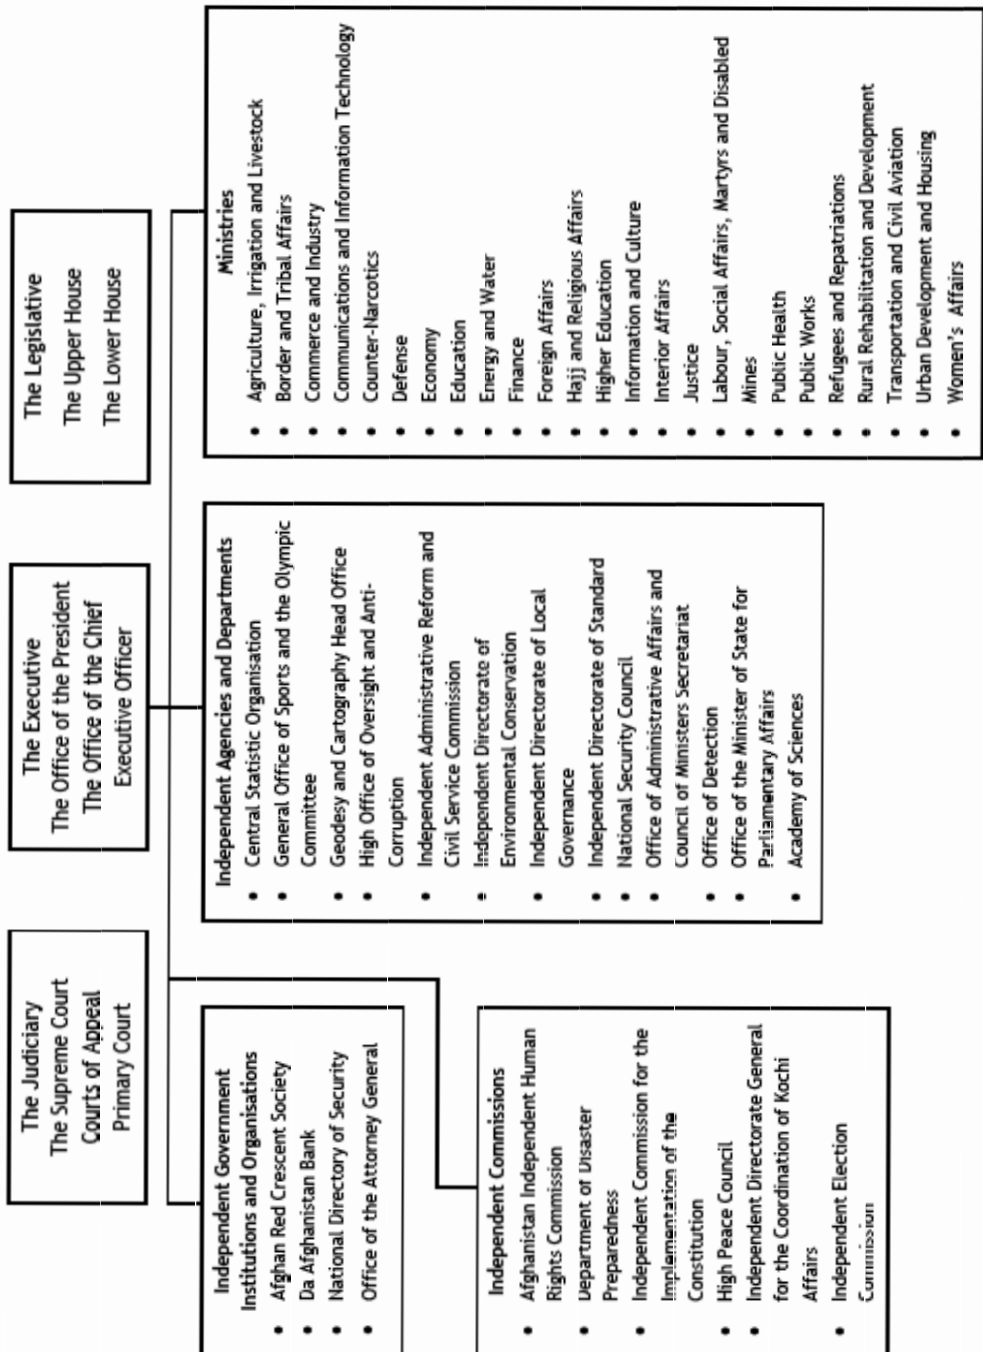 The Judiciary
The Supreme Court
Courts of Appeal
Primary Court
The Executive
The Office of the President
The Office of the Chief
Executive Officer
The Legislative
The Upper House
The Lower House
Independent Government
Institutions and Organisations
• Afghan Red Crescent Society
• Da Afghanistan Bank
• National Directory of Security
• Office of the Attorney General
Independent Commissions
• Afghanistan Independent Human
Rights Commission
• Department of Disaster
Preparedness
• Independent Commission for the
Implementation of the
Constitution
• High Peace Council
• Independent Directorate General
for the Coordination of Kochi
Affairs
• Independent Election
Commission
Independent Agencies and Departments
• Central Statistic Organisation
• General Office of Sports and the Olympic
Committee
• Geodesy and Cartography Head Office
• High Office of Oversight and Anti-
Corruption
• Independent Administrative Reform and
Civil Service Commission
• Independent Directorate of
Environmental Conservation
• Independent Directorate of Local
Governance
• Independent Directorate of Standard
• National Security Council
• Office of Administrative Affairs and
Council of Ministers Secretariat
• Office of Detection
• Office of the Minister of State for
Parliamentary Affairs
• Academy of Sciences
Ministries
• Agriculture, Irrigation and Livestock
• Border and Tribal Affairs
• Commerce and Industry
• Communications and Information Technology
• Counter-Narcotics
• Defense
• Economy
• Education
• Energy and Water
• Finance
• Foreign Affairs
• Hajj and Religious Affairs
• Higher Education
• Information and Culture
• Interior Affairs
• Justice
• Labour, Social Affairs, Martyrs and Disabled
• Mines
• Public Health
• Public Works
• Refugees and Repatriations
• Rural Rehabilitation and Development
• Transportation and Civil Aviation
• Urban Development and Housing
• Women's Affairs